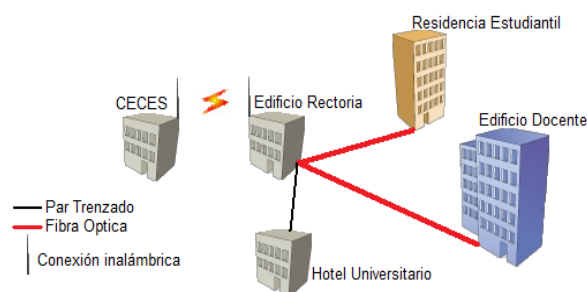 Residencia Estudiantil
CECES
Edificio Rectoria
Edificio Docente
Par Trenzado
Fibra Optica
Conexión inalámbrica
Hotel Universitario